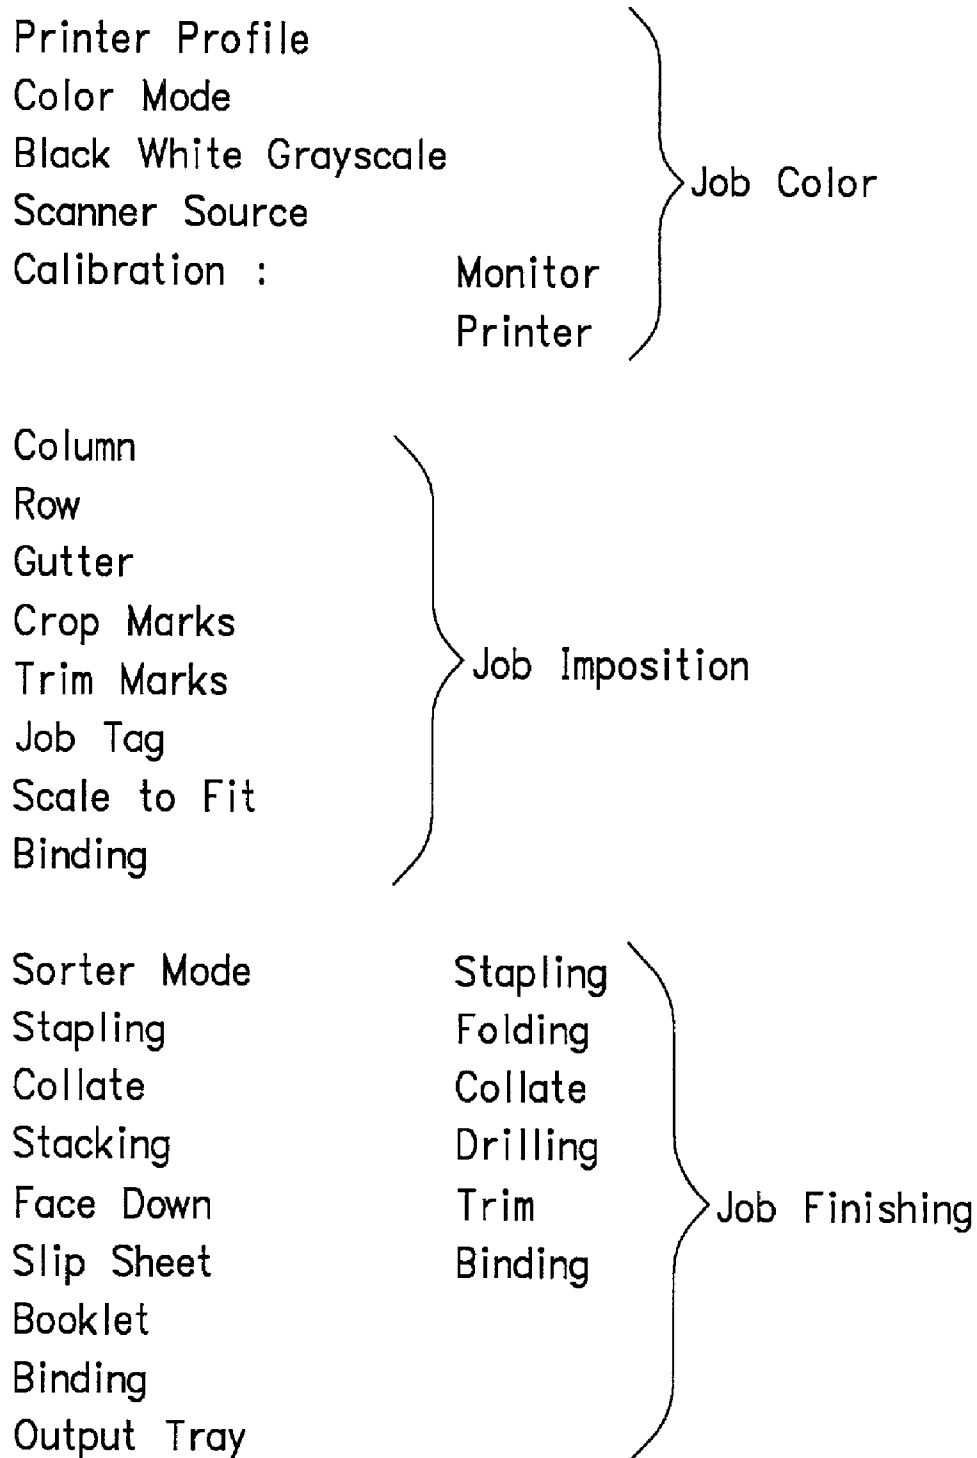 Printer Profile
Color Mode
Black White Grayscale
Job Color
Scanner Source
Calibration : Monitor
Printer
Column
Row
Gutter
Crop Marks
Trim Marks
Job Imposition
Job Tag
Scale to Fit
Binding
Sorter Mode Stapling
Stapling Folding
Collate Collate
Stacking Drilling
Face Down Trim
Job Finishing
Slip Sheet Binding
Booklet
Binding
Output Tray